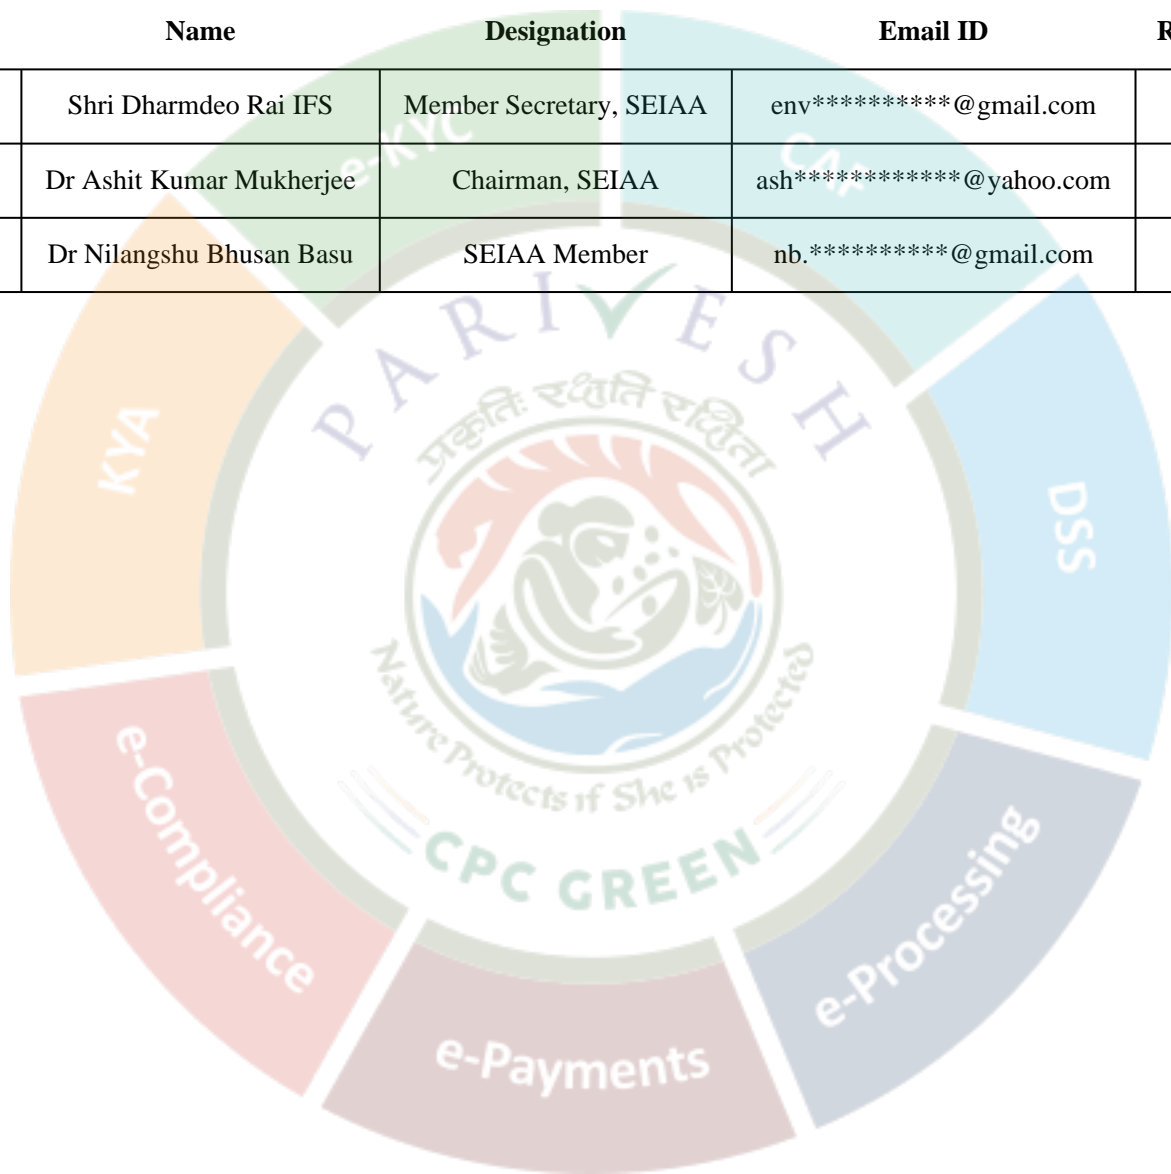 Name Designation Email ID R
Shri Dharmdeo Rai IFS Member Secretary, SEIAA env**********@gmail.com
Dr Ashit Kumar Mukherjee Chairman, SEIAA ash************@yahoo.com
Dr Nilangshu Bhusan Basu SEIAA Member nb.**********@gmail.com
e-KYC
CAF
PARIVESH
प्रकृतिः रक्षति रक्षिता
KYA
DSS
Nature Protects if She is Protected
CPC GREEN
e-Compliance
e-Processing
e-Payments